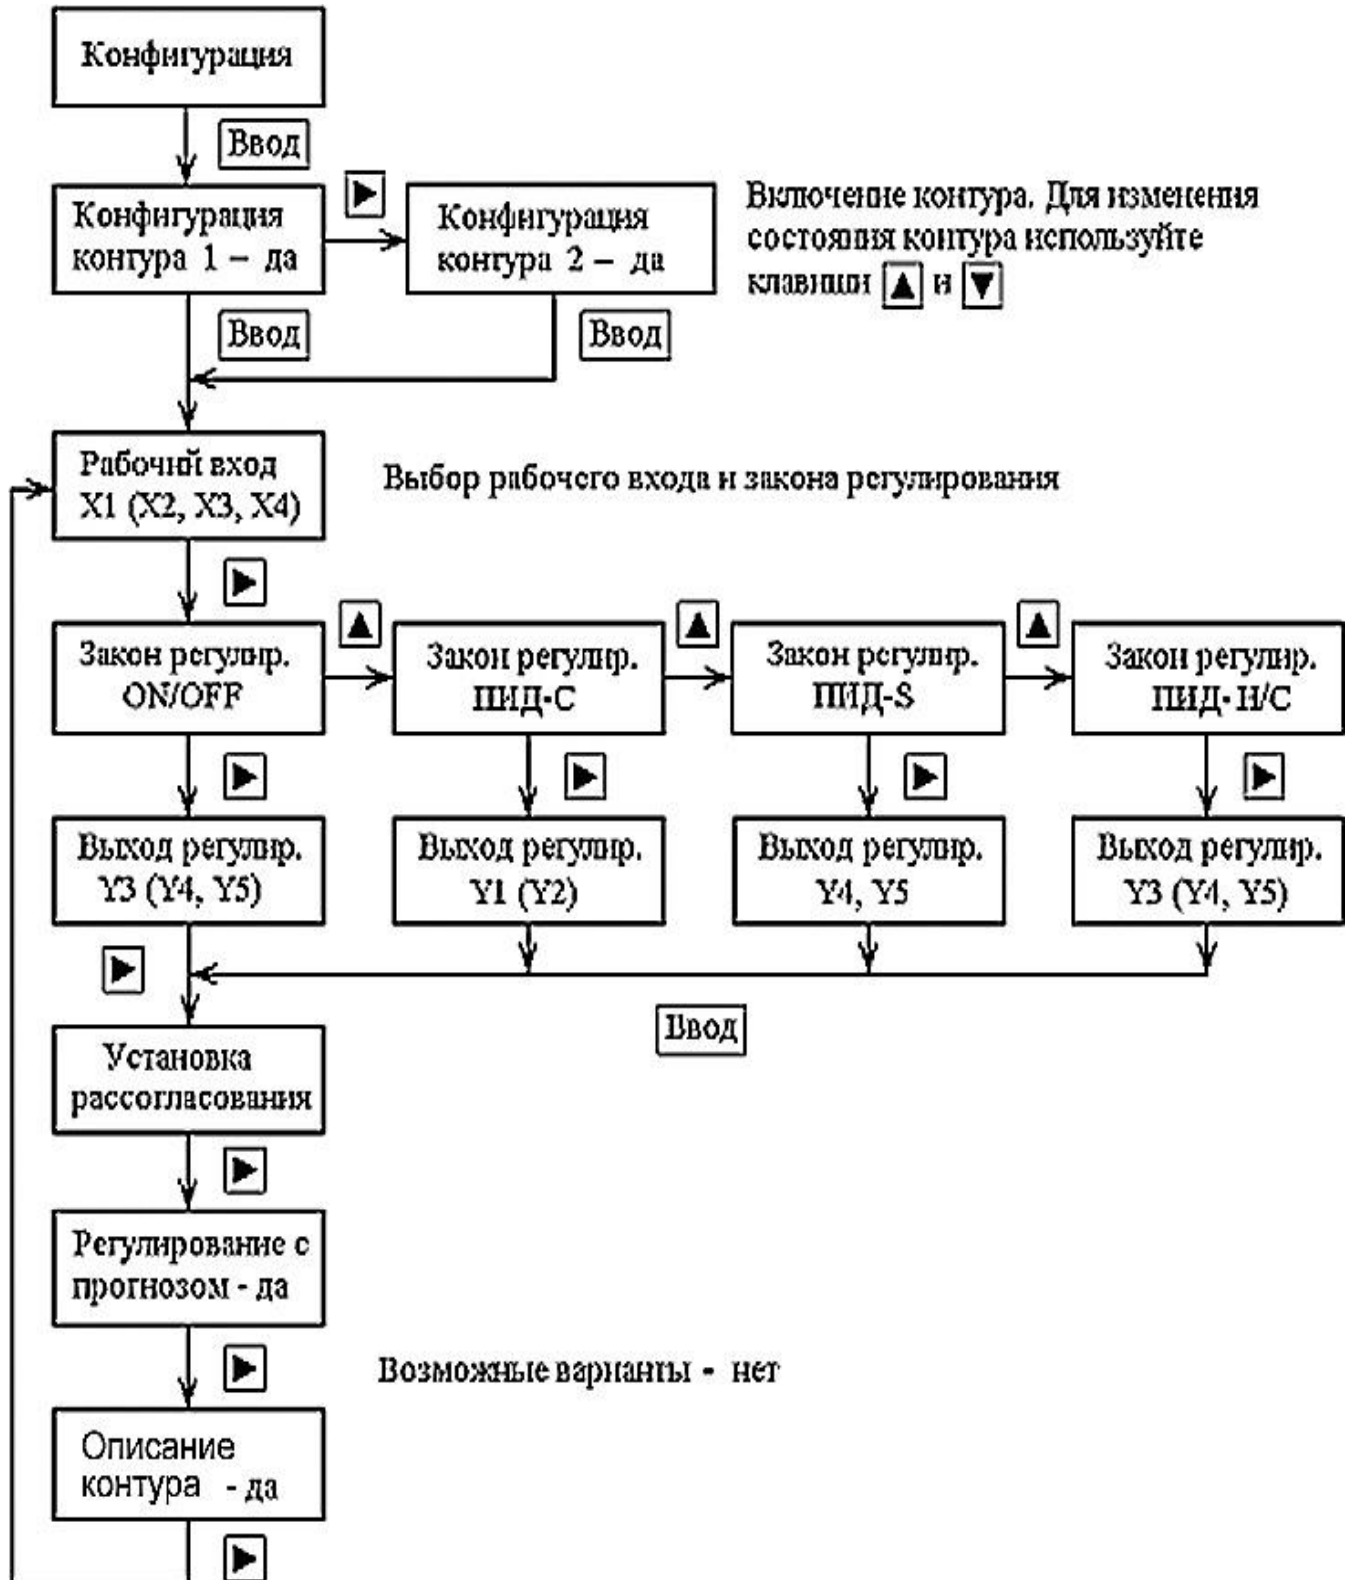 Конфигурация
Ввод
Конфигурация
контура 1 – да
Конфигурация
контура 2 – да
Включение контура. Для изменения
состояния контура используйте
клавиши ▲ и ▼
Ввод
Ввод
Рабочий вход
X1 (X2, X3, X4)
Выбор рабочего входа и закона регулирования
Закон регулир.
ON/OFF
Закон регулир.
ПИД-С
Закон регулир.
ПИД-S
Закон регулир.
ПИД- Н/С
Выход регулир.
Y3 (Y4, Y5)
Выход регулир.
Y1 (Y2)
Выход регулир.
Y4, Y5
Выход регулир.
Y3 (Y4, Y5)
Ввод
Установка
рассогласования
Регулирование с
прогнозом - да
Возможные варианты - нет
Описание
контура - да